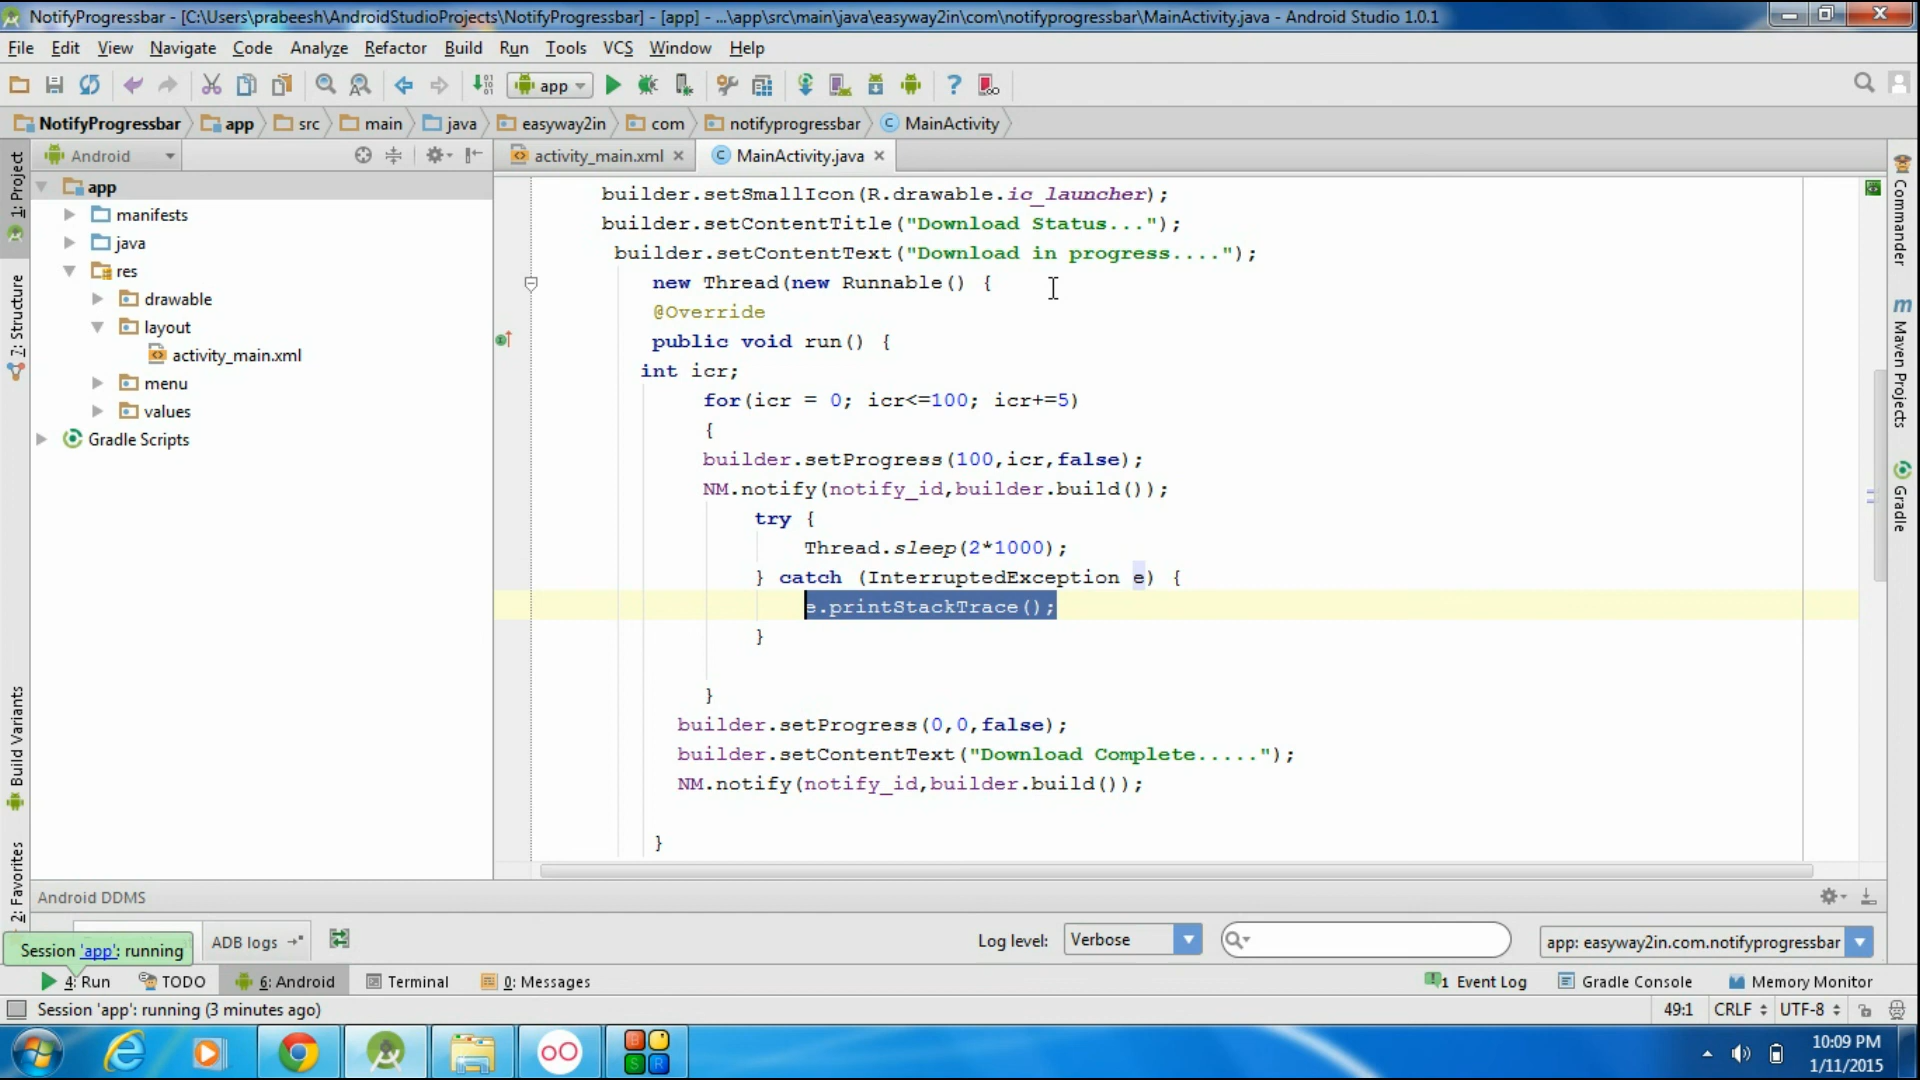 NotifyProgressbar - [C:\Users\prabeesh\AndroidStudioProjects\NotifyProgressbar] - [app] - ...\app\src\main\java\easyway2in\com\notifyprogressbar\MainActivity.java - Android Studio 1.0.1
File Edit View Navigate Code Analyze Refactor Build Run Tools VCS Window Help
app
NotifyProgressbar app src main java easyway2in com notifyprogressbar MainActivity
Android
activity_main.xml MainActivity.java
1: Project
7: Structure
Build Variants
2: Favorites
app
manifests
java
res
drawable
layout
activity_main.xml
menu
values
Gradle Scripts
builder.setSmallIcon(R.drawable.ic_launcher);
builder.setContentTitle("Download Status...");
builder.setContentText("Download in progress....");
new Thread(new Runnable() {
@Override
public void run() {
int icr;
for(icr = 0; icr<=100; icr+=5)
{
builder.setProgress(100,icr,false);
NM.notify(notify_id,builder.build());
try {
Thread.sleep(2*1000);
} catch (InterruptedException e) {
e.printStackTrace();
}
}
builder.setProgress(0,0,false);
builder.setContentText("Download Complete.....");
NM.notify(notify_id,builder.build());
}
Commander
Maven Projects
Gradle
Android DDMS
ADB logs
Log level: Verbose
app: easyway2in.com.notifyprogressbar
Session 'app': running
4: Run TODO 6: Android Terminal 0: Messages 1 Event Log Gradle Console Memory Monitor
Session 'app': running (3 minutes ago) 49:1 CRLF UTF-8
10:09 PM
1/11/2015